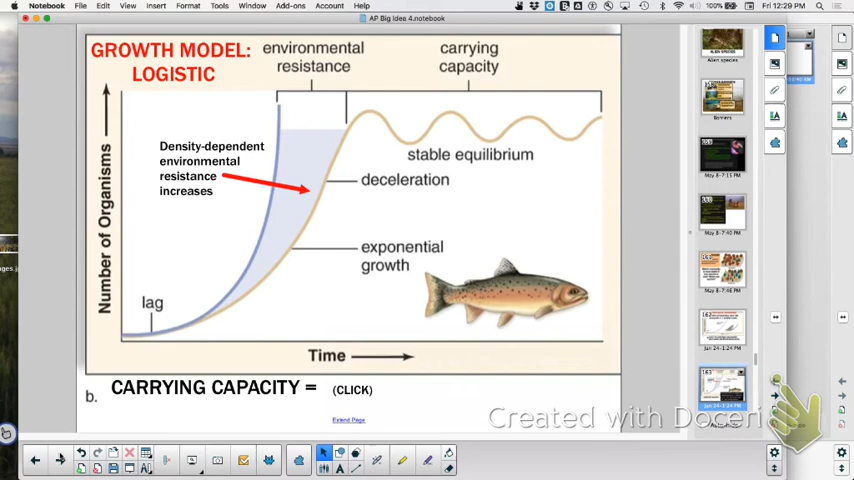 Notebook File Edit View Insert Format Tools Window Add-ons Account Help
100% Fri Jan 24 12:29 PM
AP Big Idea 4.notebook
GROWTH MODEL:
LOGISTIC
environmental
resistance
carrying
capacity
Density-dependent
environmental
resistance
increases
stable equilibrium
deceleration
exponential
growth
lag
Number of Organisms
Time
b. CARRYING CAPACITY = (CLICK)
Extend Page
Created with Doceri
Alien species
Biomes
May 8-7:15 PM
May 8-7:40 PM
May 8-7:46 PM
Jan 24-1:24 PM
163